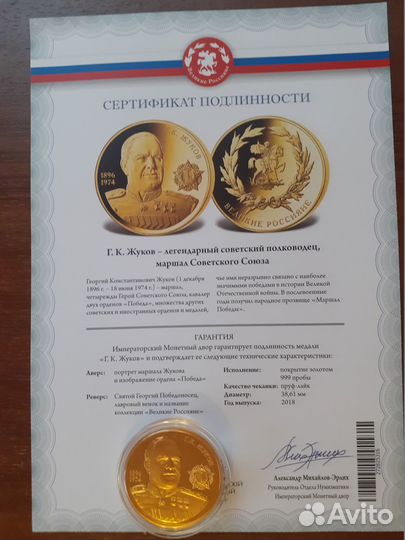 ВЕЛИКИЕ РОССИЯНЕ
СЕРТИФИКАТ ПОДЛИННОСТИ
Г. К. ЖУКОВ
1896
1974
ВЕЛИКИЕ РОССИЯНЕ
Г. К. Жуков – легендарный советский полководец,
маршал Советского Союза
Георгий Константинович Жуков (1 декабря
1896 г. – 18 июня 1974 г.) – маршал,
четырежды Герой Советского Союза, кавалер
двух орденов «Победа», множества других
советских и иностранных орденов и медалей,
чье имя неразрывно связано с наиболее
значимыми победами в истории Великой
Отечественной войны. В послевоенные
годы получил народное прозвище «Маршал
Победы».
ГАРАНТИЯ
Императорский Монетный двор гарантирует подлинность медали
«Г. К. Жуков» и подтверждает ее следующие технические характеристики:
Аверс: портрет маршала Жукова
и изображение ордена «Победа»
Реверс: Святой Георгий Победоносец,
лавровый венок и название
коллекции «Великие Россияне»
Исполнение: покрытие золотом
999 пробы
Качество чеканки: пруф-лайк
Диаметр: 38,61 мм
Год выпуска: 2018
Александр Михайлов-Эрлих
Руководитель Отдела Нумизматики
Императорский Монетный двор
Г. К. ЖУКОВ
1896
1974
Avito